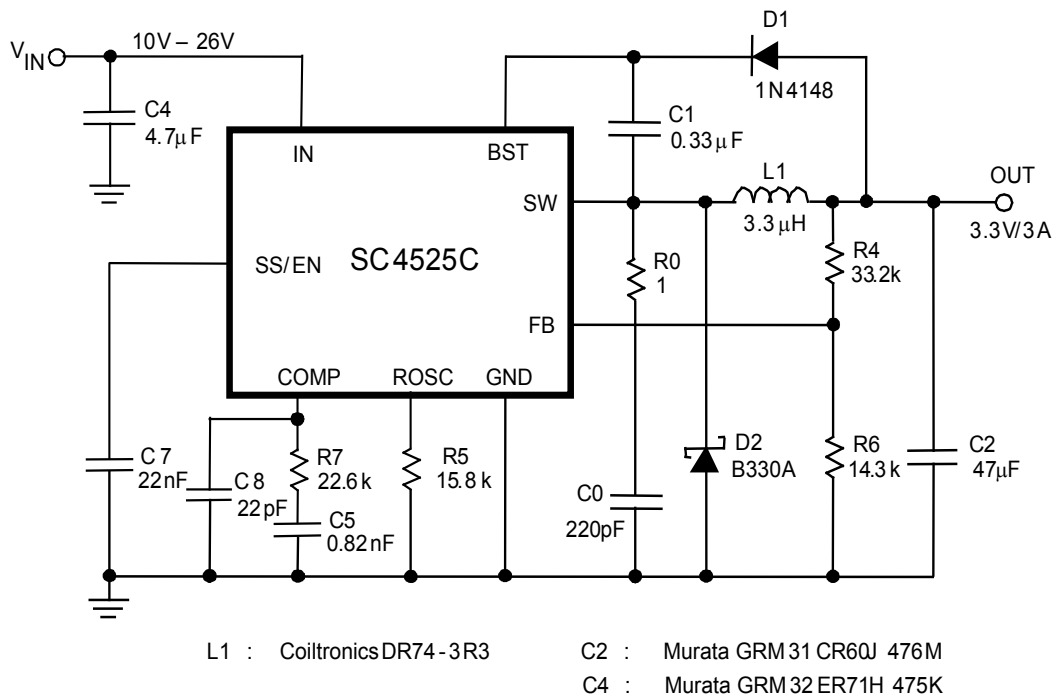 VIN
10V – 26V
D1
1N4148
C4
4.7µF
C1
0.33µF
IN
BST
L1
3.3µH
OUT
3.3V/3A
SW
SS/EN
SC4525C
R0
1
R4
33.2k
FB
COMP
ROSC
GND
C7
22nF
C8
22pF
R7
22.6k
R5
15.8k
C5
0.82nF
C0
220pF
D2
B330A
R6
14.3k
C2
47µF
L1 : Coiltronics DR74-3R3
C2 : Murata GRM31CR60J 476M
C4 : Murata GRM32ER71H 475K